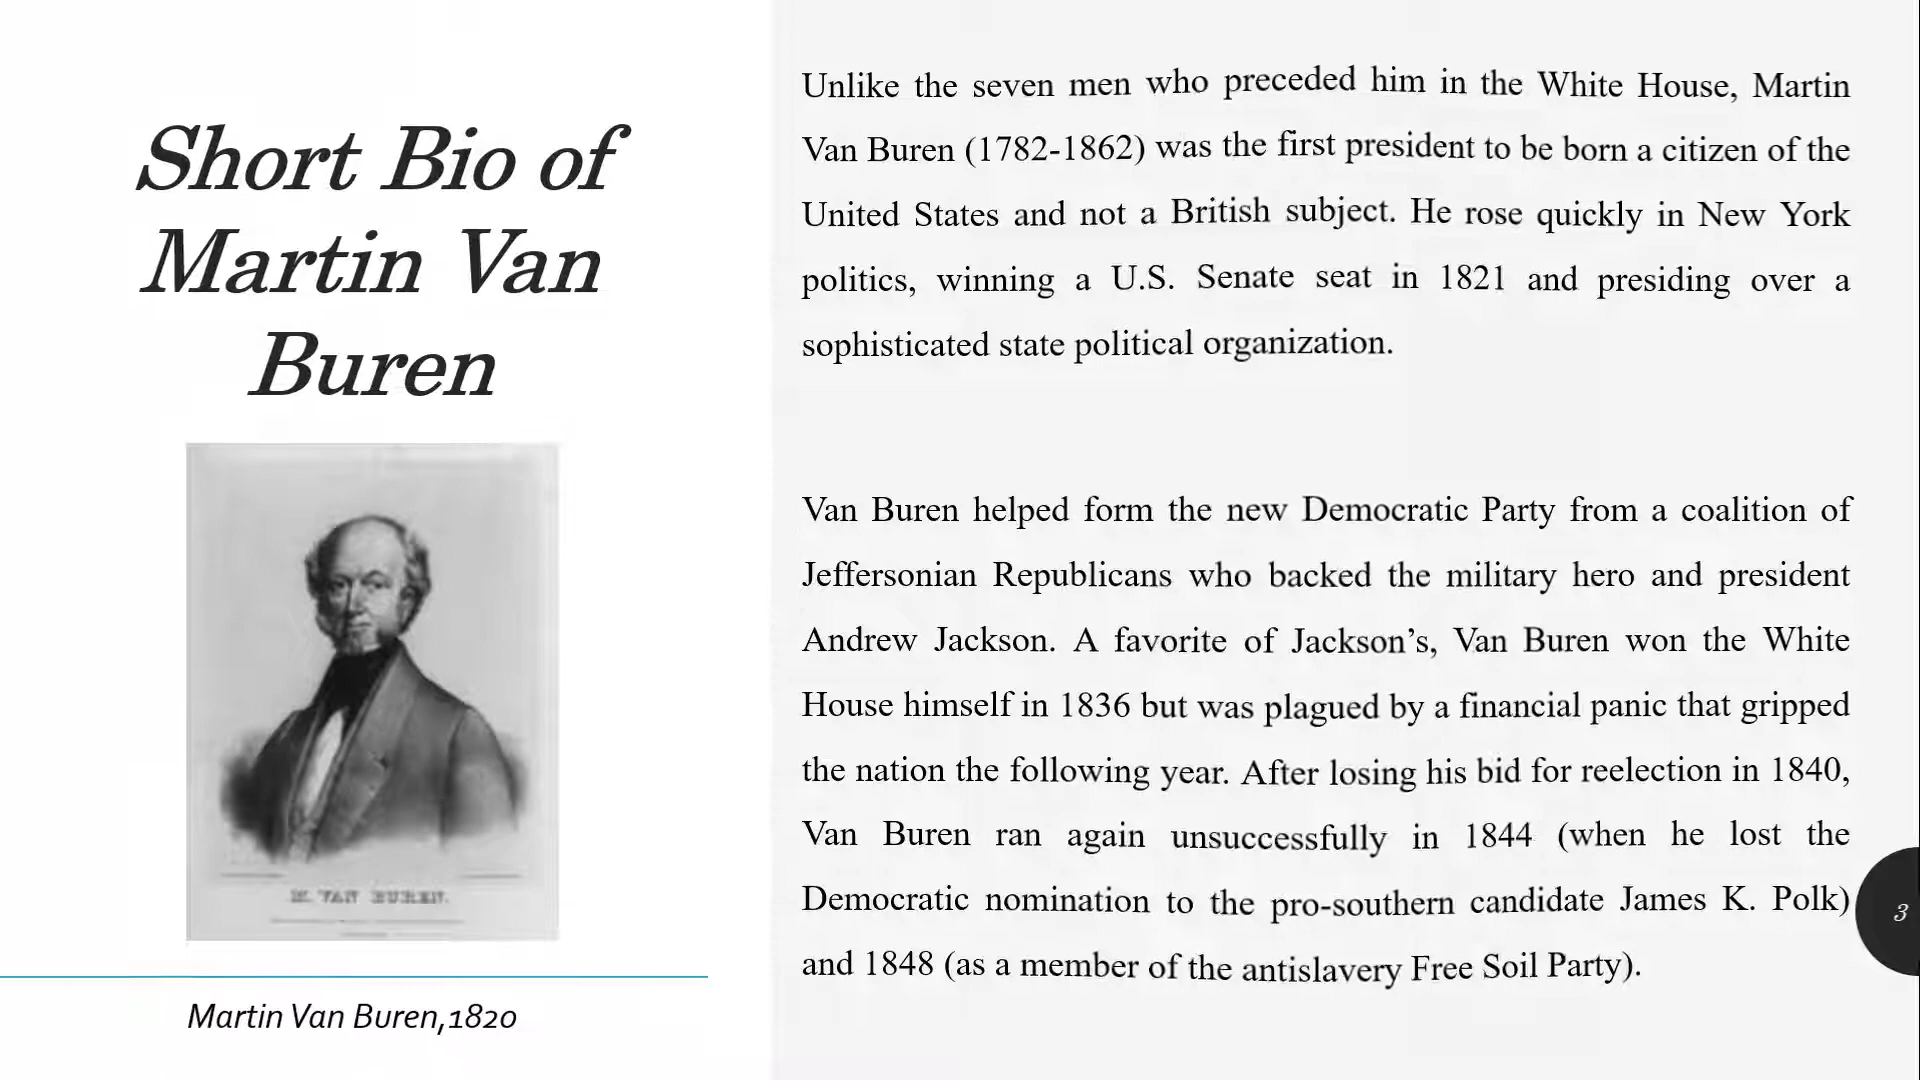 Short Bio of
Martin Van
Buren
M. VAN BUREN.
Martin Van Buren,1820
Unlike the seven men who preceded him in the White House, Martin
Van Buren (1782-1862) was the first president to be born a citizen of the
United States and not a British subject. He rose quickly in New York
politics, winning a U.S. Senate seat in 1821 and presiding over a
sophisticated state political organization.
Van Buren helped form the new Democratic Party from a coalition of
Jeffersonian Republicans who backed the military hero and president
Andrew Jackson. A favorite of Jackson’s, Van Buren won the White
House himself in 1836 but was plagued by a financial panic that gripped
the nation the following year. After losing his bid for reelection in 1840,
Van Buren ran again unsuccessfully in 1844 (when he lost the
Democratic nomination to the pro-southern candidate James K. Polk)
and 1848 (as a member of the antislavery Free Soil Party).
3